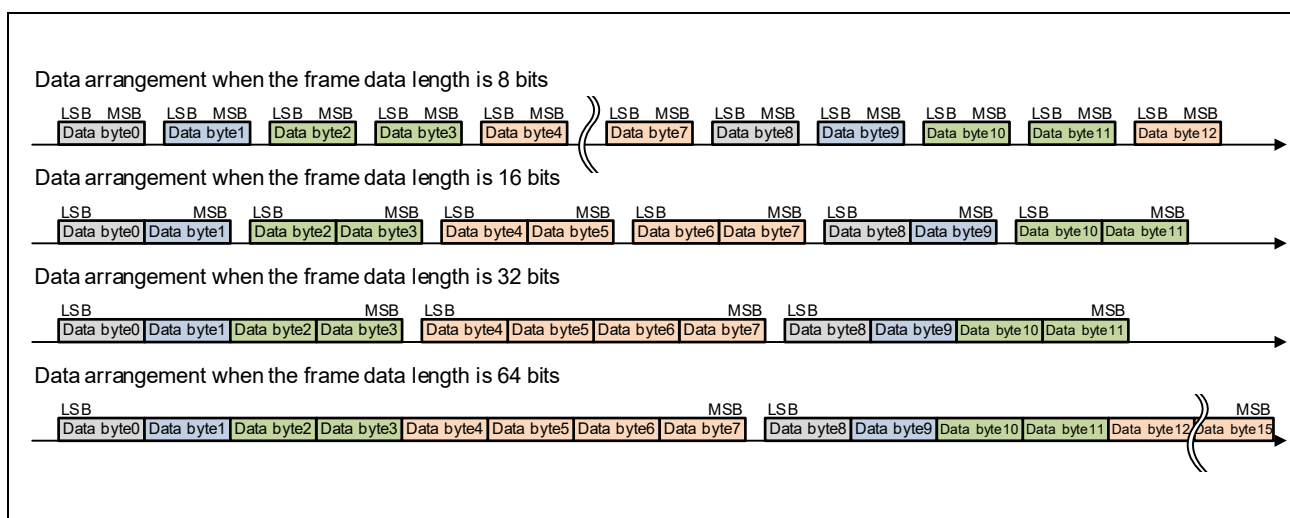 Data arrangement when the frame data length is 8 bits
LSB MSB LSB MSB LSB MSB LSB MSB LSB MSB LSB MSB LSB MSB LSB MSB LSB MSB LSB MSB LSB MSB
Data byte0 Data byte1 Data byte2 Data byte3 Data byte4 Data byte7 Data byte8 Data byte9 Data byte10 Data byte11 Data byte12
Data arrangement when the frame data length is 16 bits
LSB MSB LSB MSB LSB MSB LSB MSB LSB MSB LSB MSB
Data byte0 Data byte1 Data byte2 Data byte3 Data byte4 Data byte5 Data byte6 Data byte7 Data byte8 Data byte9 Data byte10 Data byte11
Data arrangement when the frame data length is 32 bits
LSB MSB LSB MSB LSB MSB
Data byte0 Data byte1 Data byte2 Data byte3 Data byte4 Data byte5 Data byte6 Data byte7 Data byte8 Data byte9 Data byte10 Data byte11
Data arrangement when the frame data length is 64 bits
LSB MSB LSB MSB
Data byte0 Data byte1 Data byte2 Data byte3 Data byte4 Data byte5 Data byte6 Data byte7 Data byte8 Data byte9 Data byte10 Data byte11 Data byte12 Data byte15